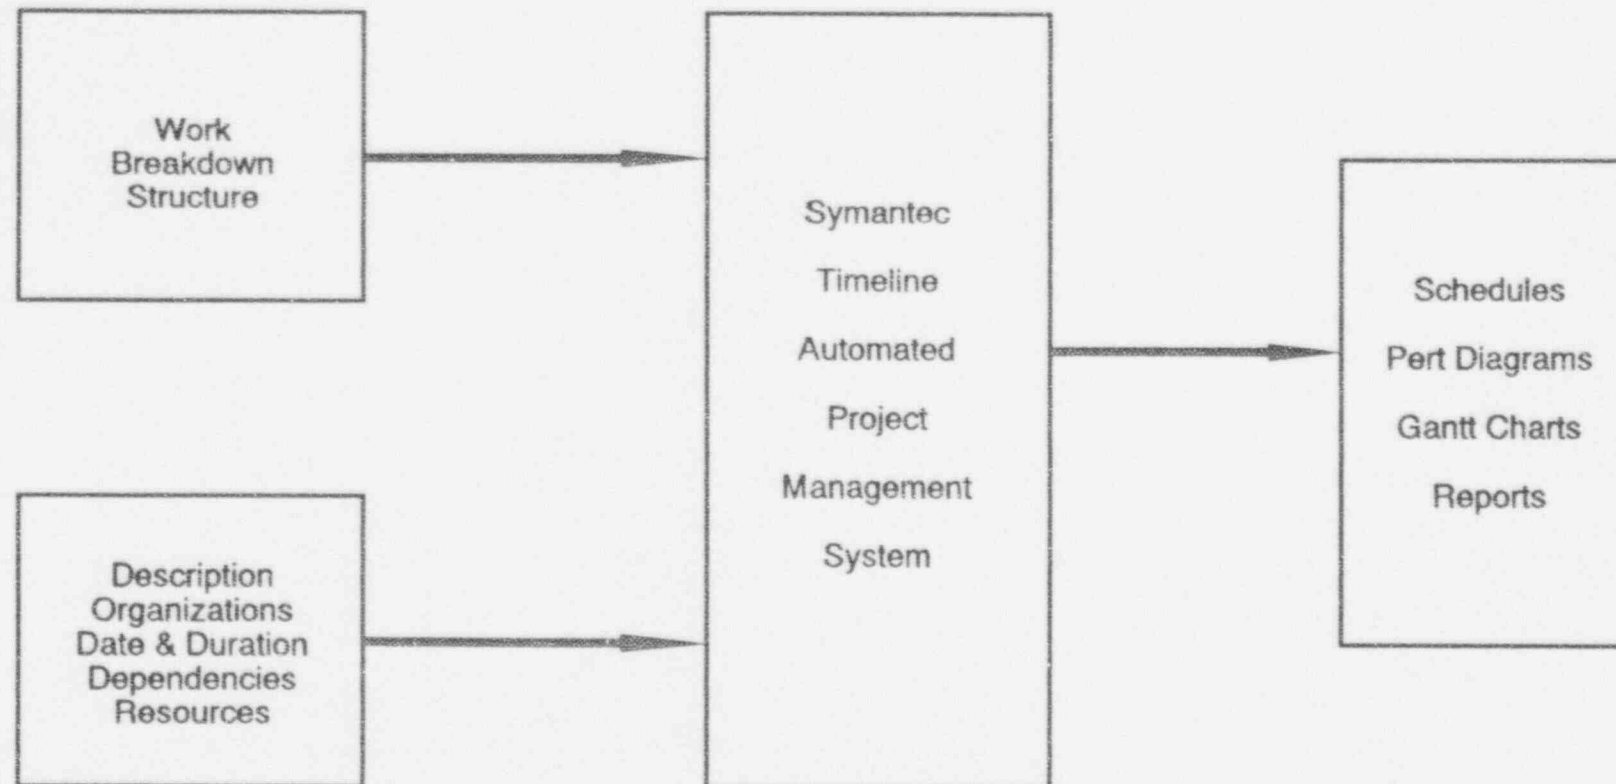 Work
Breakdown
Structure
Description
Organizations
Date & Duration
Dependencies
Resources
Symantec
Timeline
Automated
Project
Management
System
Schedules
Pert Diagrams
Gantt Charts
Reports